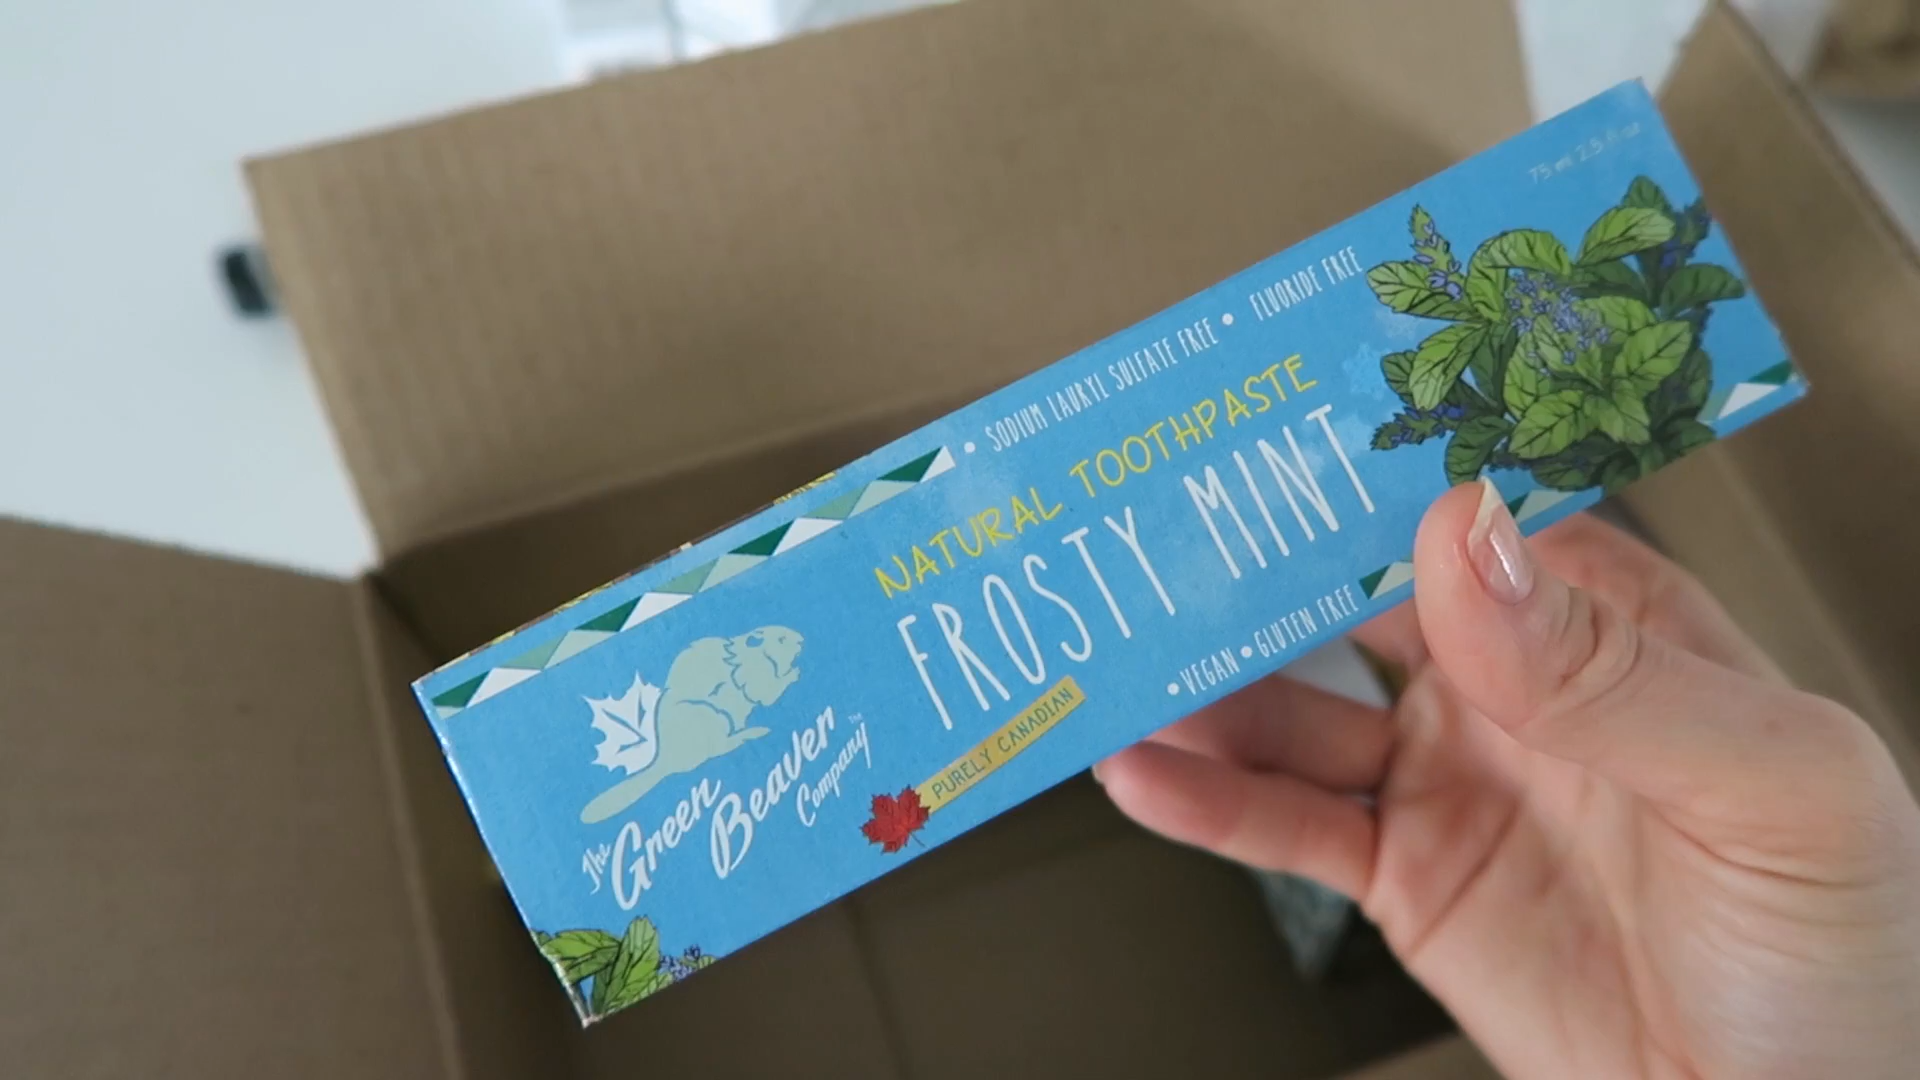 75 ml 2.5 fl oz
• SODIUM LAURYL SULFATE FREE • FLUORIDE FREE
NATURAL TOOTHPASTE
FROSTY MINT
• VEGAN • GLUTEN FREE
The Green Beaver Company™
PURELY CANADIAN